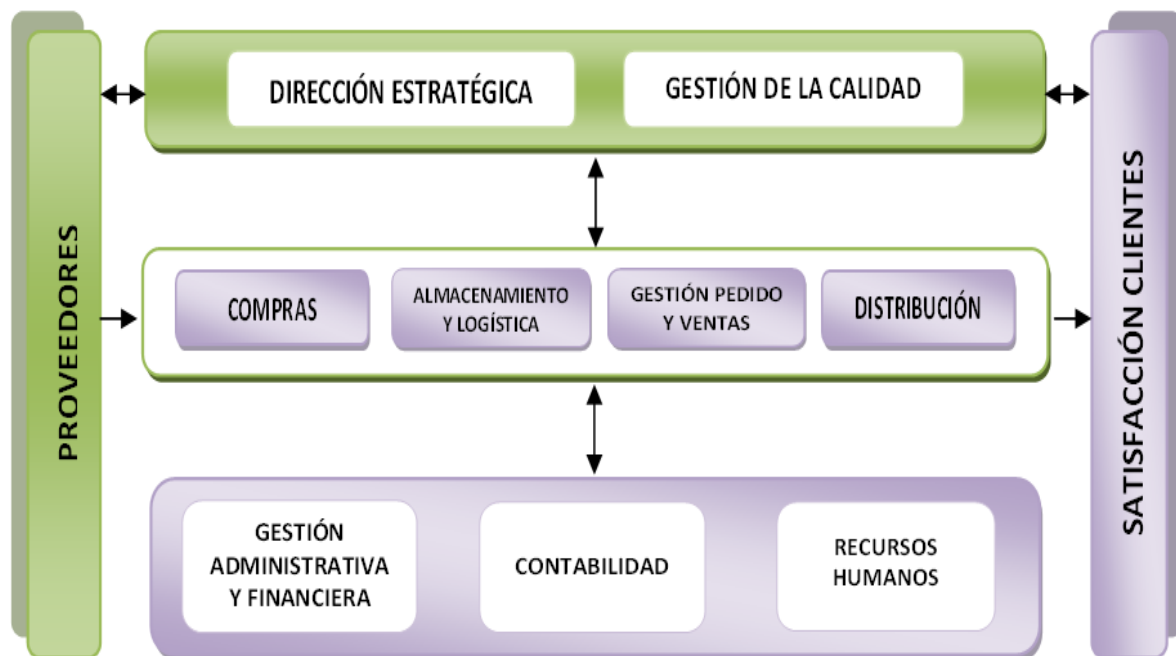 PROVEEDORES
DIRECCIÓN ESTRATÉGICA
GESTIÓN DE LA CALIDAD
COMPRAS
ALMACENAMIENTO
Y LOGÍSTICA
GESTIÓN PEDIDO
Y VENTAS
DISTRIBUCIÓN
GESTIÓN
ADMINISTRATIVA
Y FINANCIERA
CONTABILIDAD
RECURSOS
HUMANOS
SATISFACCIÓN CLIENTES